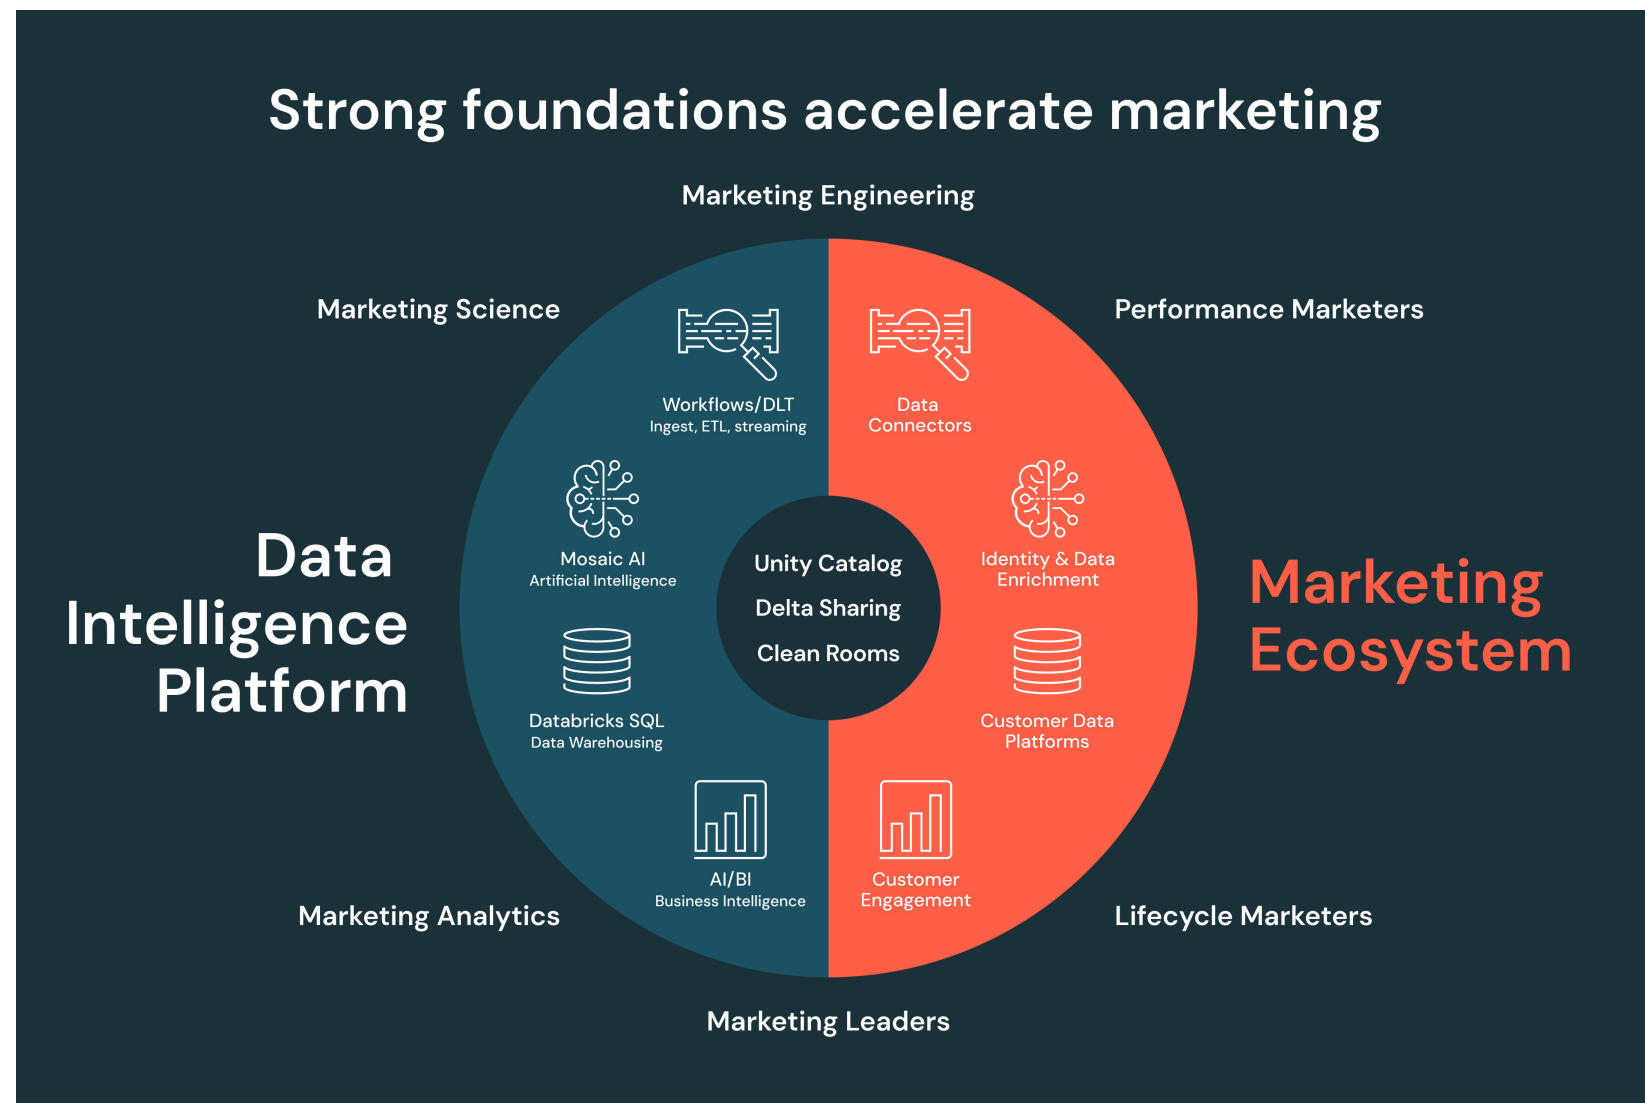 Strong foundations accelerate marketing
Marketing Engineering
Marketing Science
Performance Marketers
Workflows/DLT
Ingest, ETL, streaming
Data
Connectors
Mosaic AI
Artificial Intelligence
Identity & Data
Enrichment
Data
Intelligence
Platform
Unity Catalog
Delta Sharing
Clean Rooms
Marketing
Ecosystem
Databricks SQL
Data Warehousing
Customer Data
Platforms
AI/BI
Business Intelligence
Customer
Engagement
Marketing Analytics
Lifecycle Marketers
Marketing Leaders